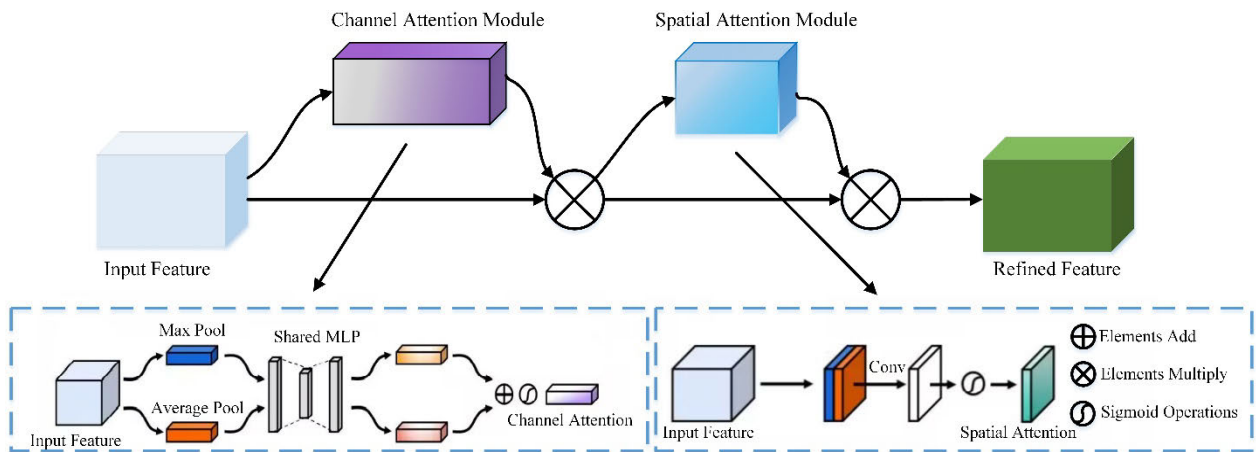 Channel Attention Module
Spatial Attention Module
Input Feature
Refined Feature
Max Pool
Shared MLP
Average Pool
Input Feature
Channel Attention
Conv
Input Feature
Spatial Attention
Elements Add
Elements Multiply
Sigmoid Operations